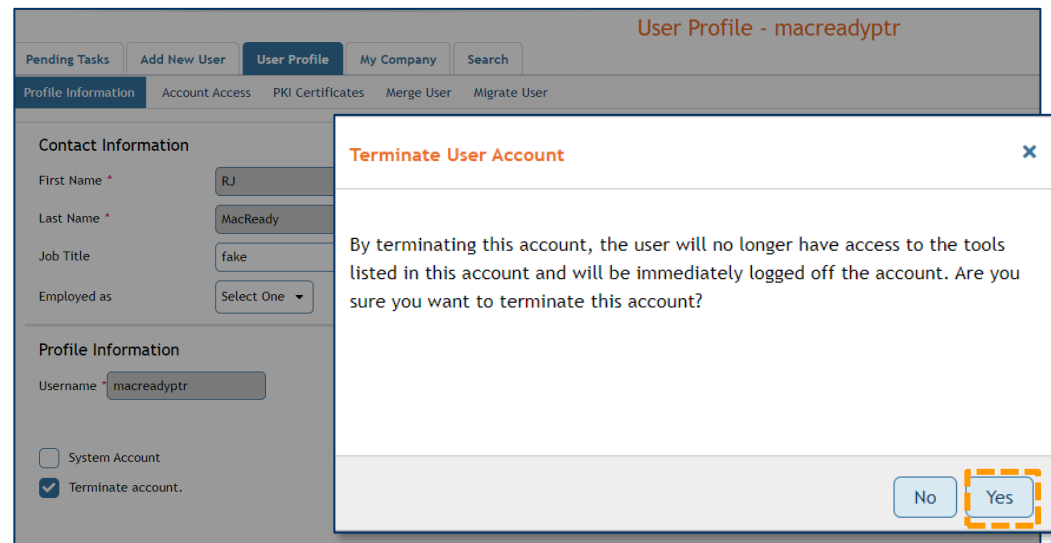 User Profile - macreadyptr
Pending Tasks Add New User User Profile My Company Search
Profile Information Account Access PKI Certificates Merge User Migrate User
Contact Information
First Name * RJ
Last Name * MacReady
Job Title fake
Employed as Select One
Profile Information
Username * macreadyptr
System Account
Terminate account.
Terminate User Account ×
By terminating this account, the user will no longer have access to the tools
listed in this account and will be immediately logged off the account. Are you
sure you want to terminate this account?
No Yes